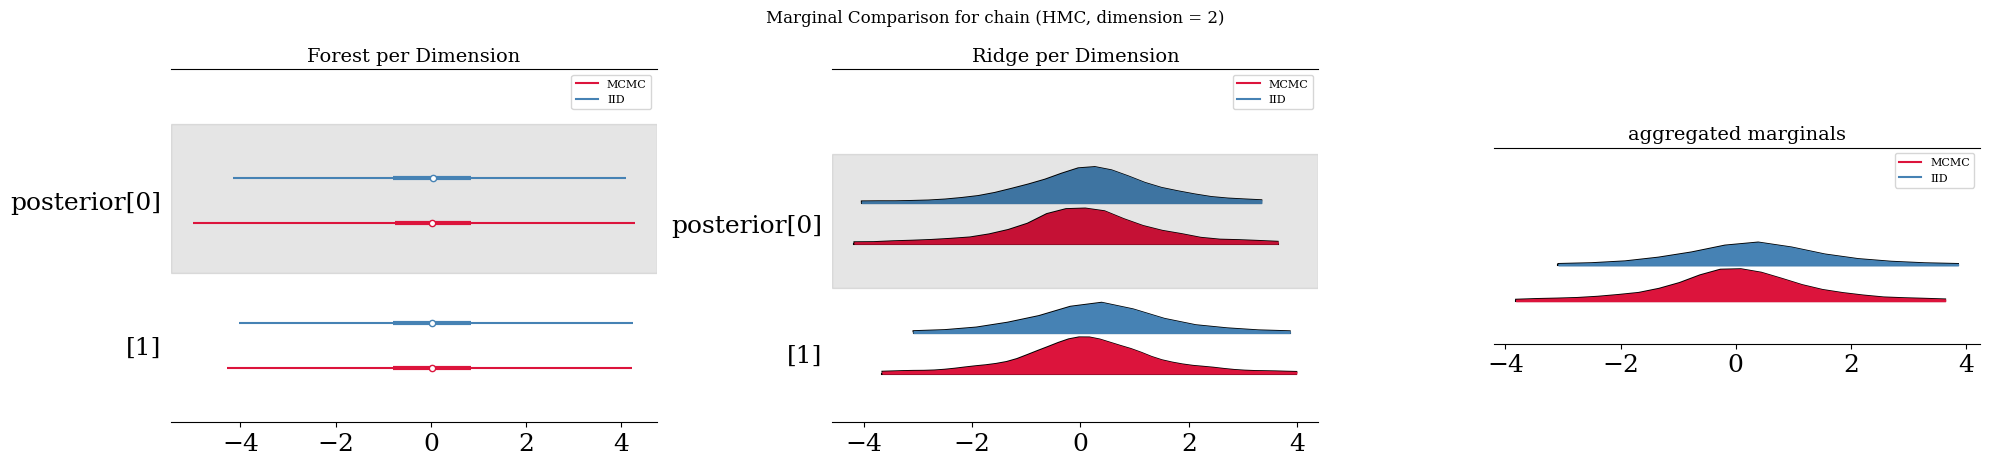 Marginal Comparison for chain (HMC, dimension = 2)
Forest per Dimension
MCMC
IID
posterior[0]
[1]
−4 −2 0 2 4
Ridge per Dimension
MCMC
IID
posterior[0]
[1]
−4 −2 0 2 4
aggregated marginals
MCMC
IID
−4 −2 0 2 4